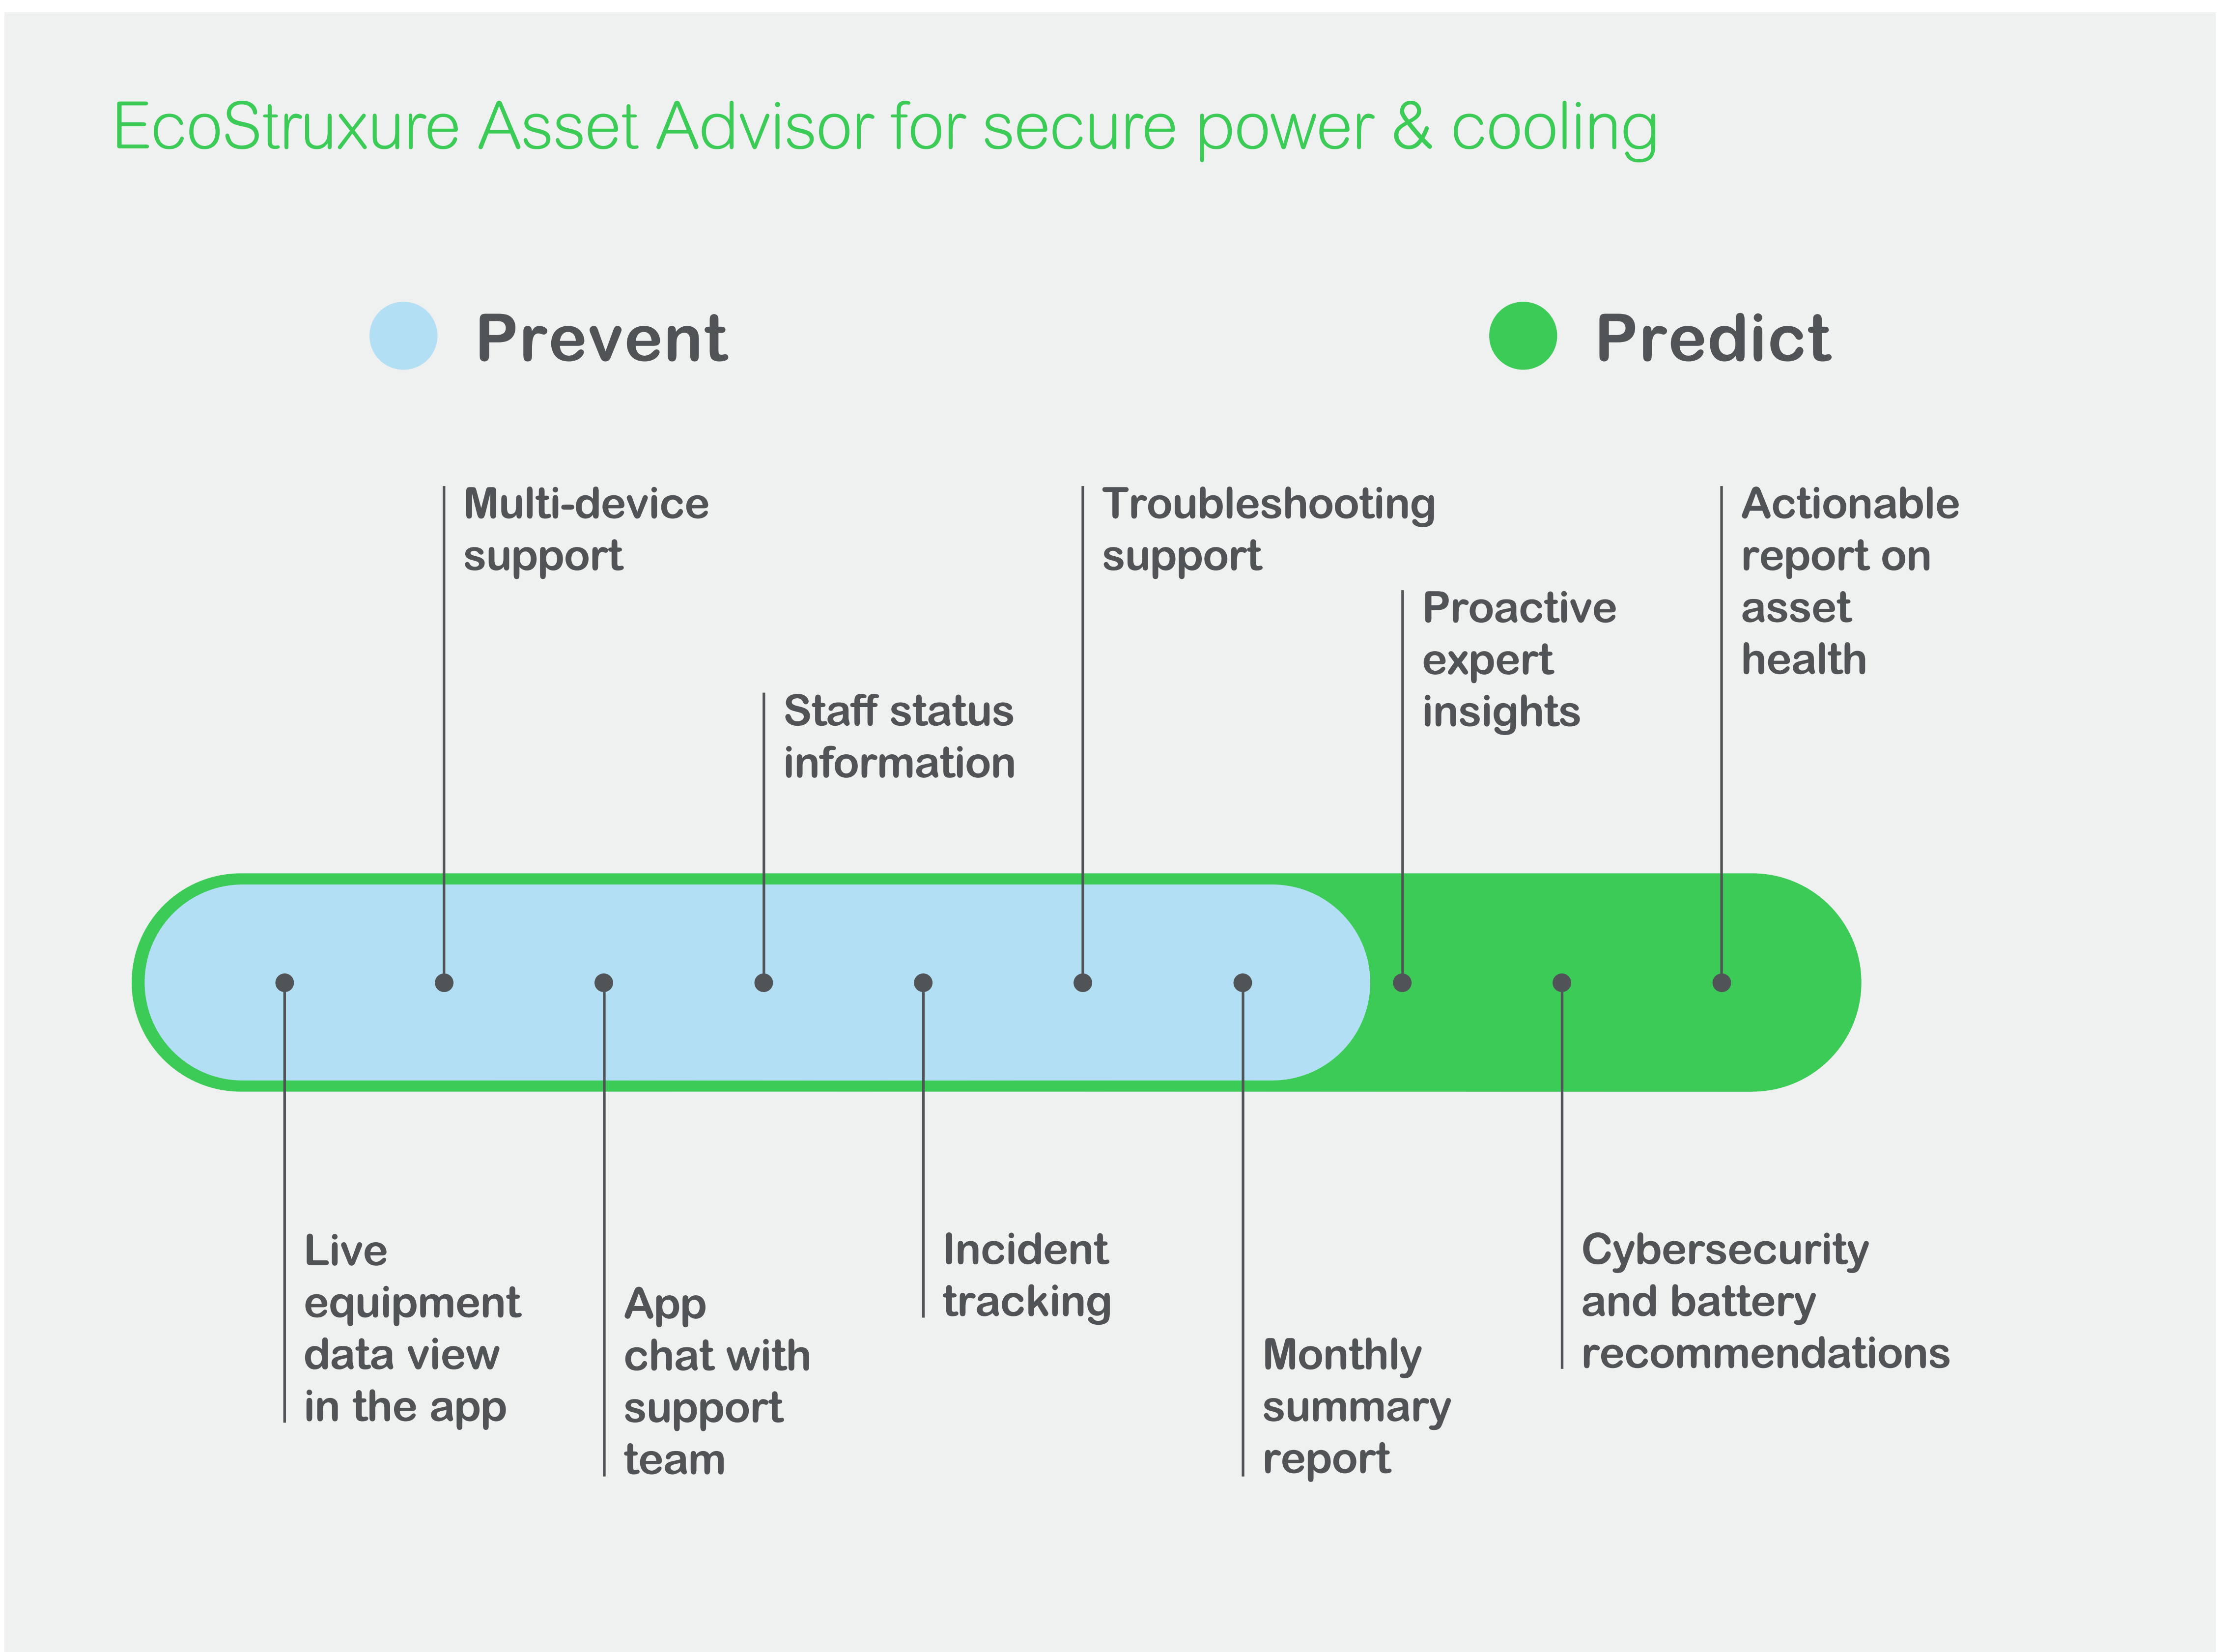 EcoStruxure Asset Advisor for secure power & cooling
Prevent
Predict
Multi-device
support
Troubleshooting
support
Actionable
report on
asset
health
Proactive
expert
insights
Staff status
information
Live
equipment
data view
in the app
App
chat with
support
team
Incident
tracking
Monthly
summary
report
Cybersecurity
and battery
recommendations